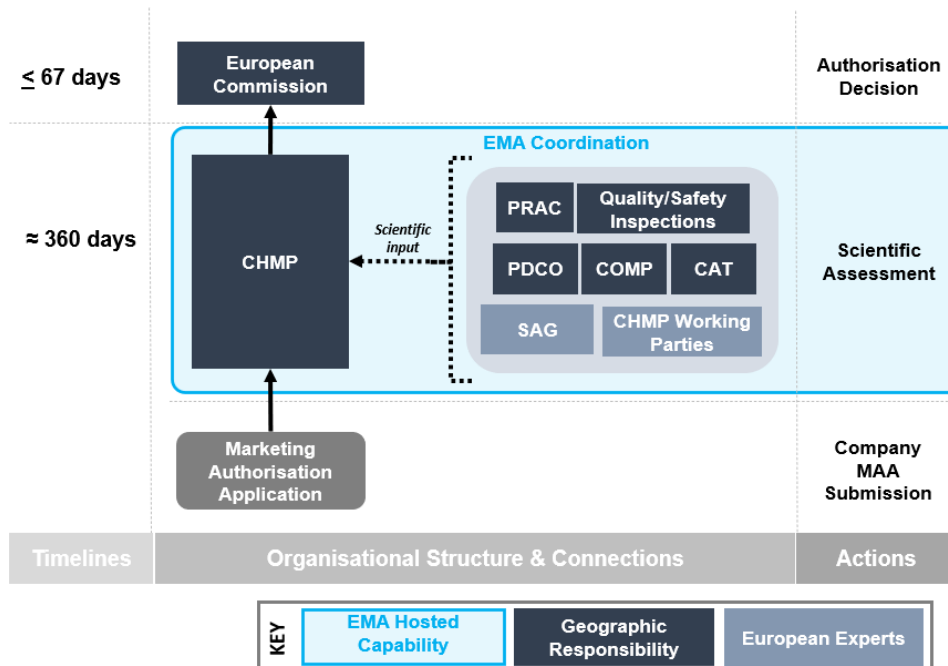 ≤ 67 days
European
Commission
Authorisation
Decision
EMA Coordination
≈ 360 days
CHMP
Scientific
input
PRAC
Quality/Safety
Inspections
PDCO
COMP
CAT
SAG
CHMP Working
Parties
Scientific
Assessment
Marketing
Authorisation
Application
Company
MAA
Submission
Timelines
Organisational Structure & Connections
Actions
KEY
EMA Hosted
Capability
Geographic
Responsibility
European Experts